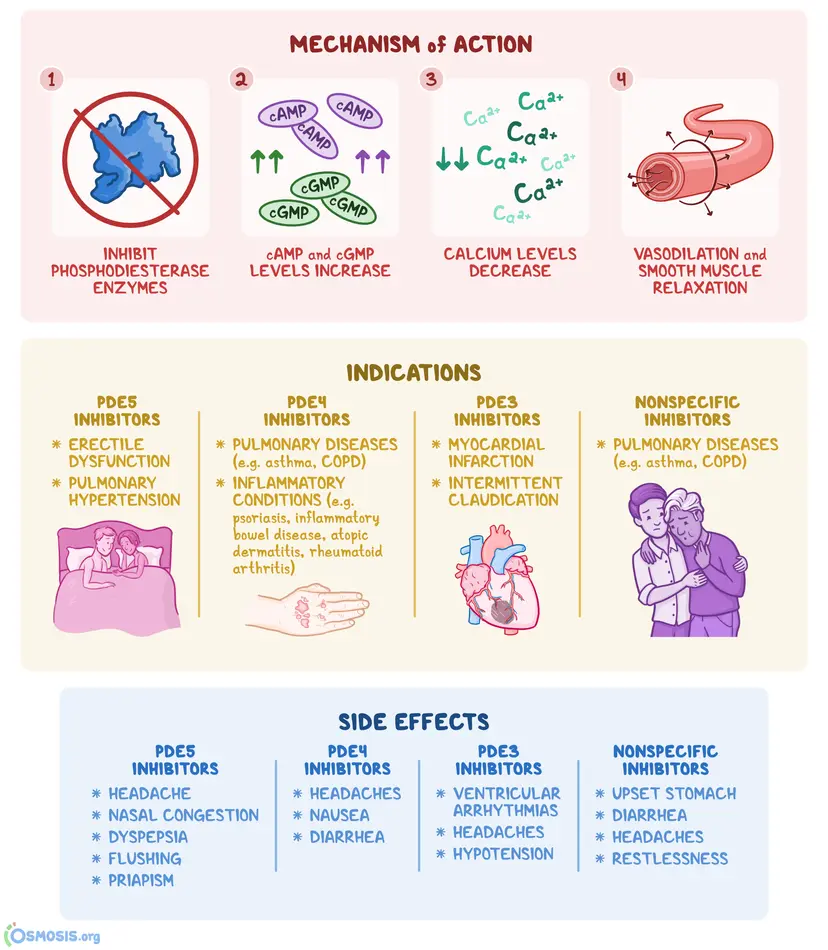 MECHANISM of ACTION
1
2
3
4
cAMP
cAMP
cAMP
cGMP
cGMP
cGMP
Ca2+
Ca2+
Ca2+
Ca2+
Ca2+
Ca2+
Ca2+
INHIBIT
PHOSPHODIESTERASE
ENZYMES
cAMP and cGMP
LEVELS INCREASE
CALCIUM LEVELS
DECREASE
VASODILATION and
SMOOTH MUSCLE
RELAXATION
INDICATIONS
PDE5
INHIBITORS
* ERECTILE
DYSFUNCTION
* PULMONARY
HYPERTENSION
PDE4
INHIBITORS
* PULMONARY DISEASES
(e.g. asthma, COPD)
* INFLAMMATORY
CONDITIONS (e.g.
psoriasis, inflammatory
bowel disease, atopic
dermatitis, rheumatoid
arthritis)
PDE3
INHIBITORS
* MYOCARDIAL
INFARCTION
* INTERMITTENT
CLAUDICATION
NONSPECIFIC
INHIBITORS
* PULMONARY DISEASES
(e.g. asthma, COPD)
SIDE EFFECTS
PDE5
INHIBITORS
* HEADACHE
* NASAL CONGESTION
* DYSPEPSIA
* FLUSHING
* PRIAPISM
PDE4
INHIBITORS
* HEADACHES
* NAUSEA
* DIARRHEA
PDE3
INHIBITORS
* VENTRICULAR
ARRHYTHMIAS
* HEADACHES
* HYPOTENSION
NONSPECIFIC
INHIBITORS
* UPSET STOMACH
* DIARRHEA
* HEADACHES
* RESTLESSNESS
OSMOSIS.org